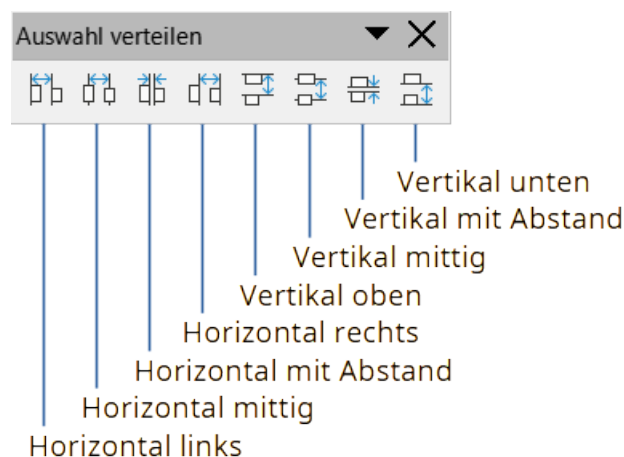 Auswahl verteilen
Vertikal unten
Vertikal mit Abstand
Vertikal mittig
Vertikal oben
Horizontal rechts
Horizontal mit Abstand
Horizontal mittig
Horizontal links